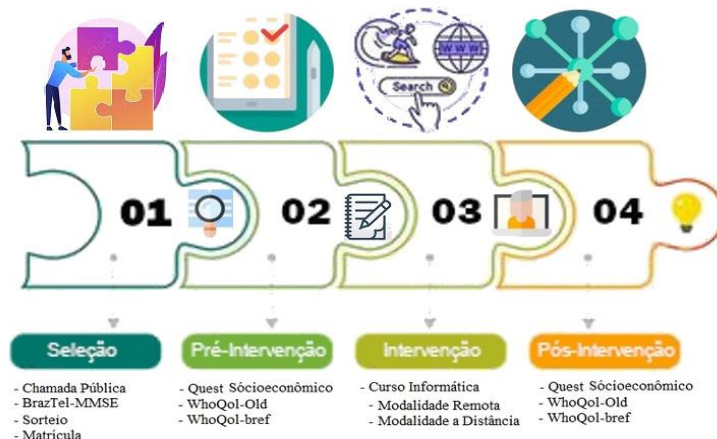 WWW
Search
01
02
03
04
Seleção
- Chamada Pública
- BrazTel-MMSE
- Sorteio
- Matrícula
Pré-Intervenção
- Quest Sócioeconômico
- WhoQol-Old
- WhoQol-bref
Intervenção
- Curso Informática
- Modalidade Remota
- Modalidade a Distância
Pós-Intervenção
- Quest Sócioeconômico
- WhoQol-Old
- WhoQol-bref